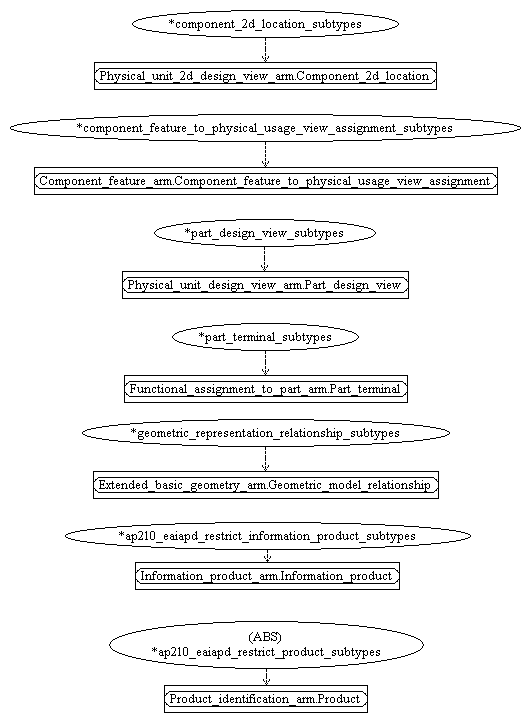 *component_2d_location_subtypes
Physical_unit_2d_design_view_arm.Component_2d_location
*component_feature_to_physical_usage_view_assignment_subtypes
Component_feature_arm.Component_feature_to_physical_usage_view_assignment
*part_design_view_subtypes
Physical_unit_design_view_arm.Part_design_view
*part_terminal_subtypes
Functional_assignment_to_part_arm.Part_terminal
*geometric_representation_relationship_subtypes
Extended_basic_geometry_arm.Geometric_model_relationship
*ap210_eaiapd_restrict_information_product_subtypes
Information_product_arm.Information_product
(ABS)
*ap210_eaiapd_restrict_product_subtypes
Product_identification_arm.Product